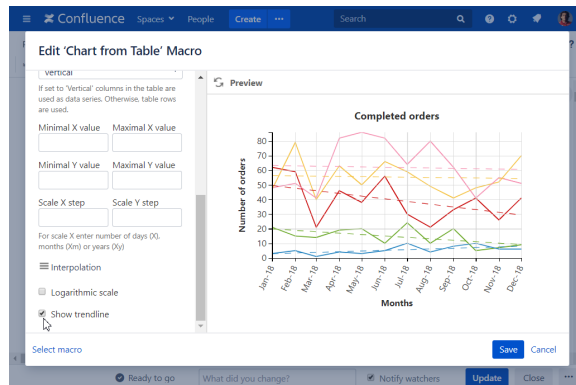 Confluence Spaces People Create ••• Search
Edit 'Chart from Table' Macro
Vertical
If set to 'Vertical' columns in the table are
used as data series. Otherwise, table rows
are used.
Minimal X value Maximal X value
Minimal Y value Maximal Y value
Scale X step Scale Y step
For scale X enter number of days (X),
months (Xm) or years (Xy)
Interpolation
Logarithmic scale
Show trendline
Preview
Completed orders
Number of orders
80
70
60
50
40
30
20
10
0
Jan-18 Feb-18 Mar-18 Apr-18 May-18 Jun-18 Jul-18 Aug-18 Sep-18 Oct-18 Nov-18 Dec-18
Months
Select macro Save Cancel
Ready to go What did you change? Notify watchers Update Close •••